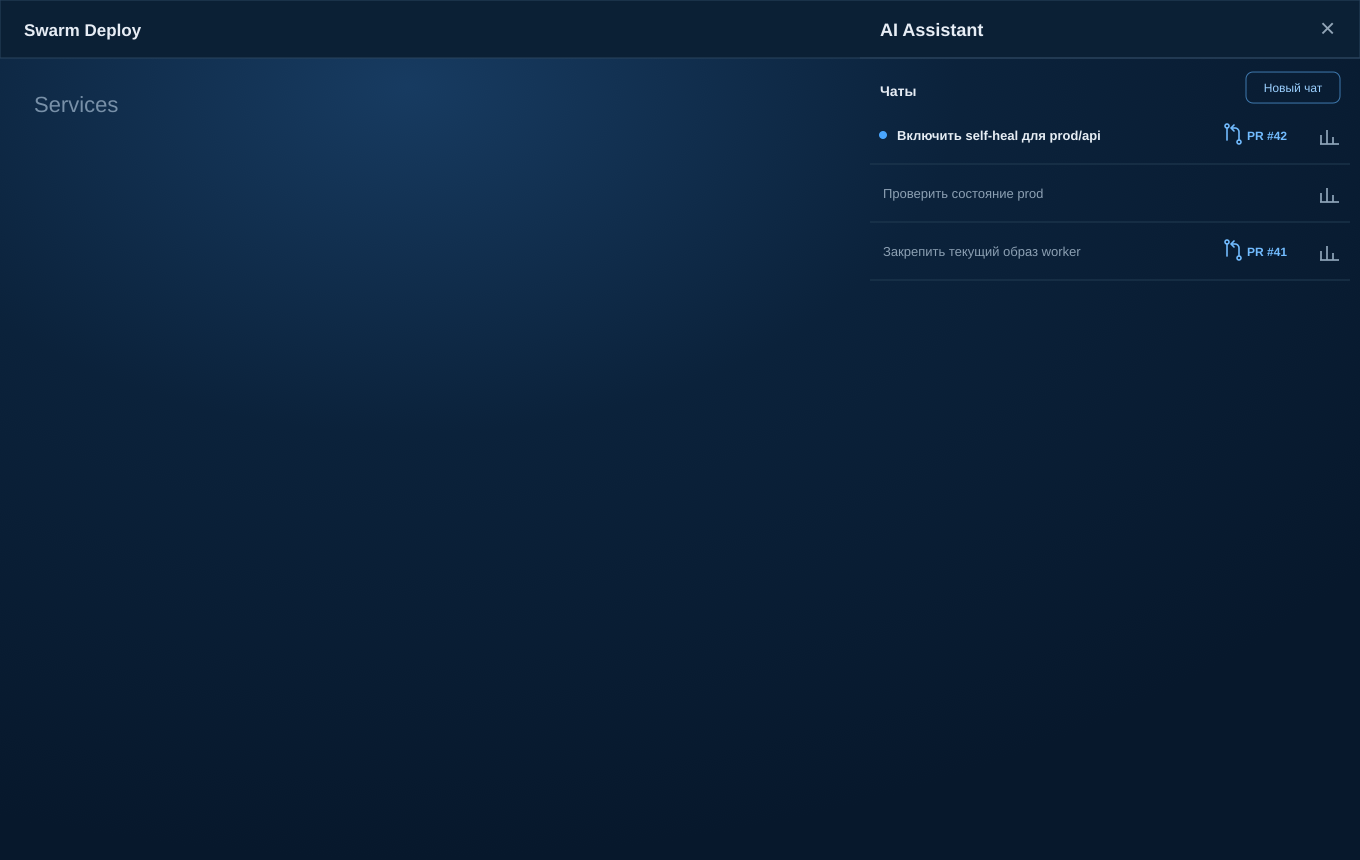 Swarm Deploy
AI Assistant
Services
Чаты
Новый чат
Включить self-heal для prod/api
PR #42
Проверить состояние prod
Закрепить текущий образ worker
PR #41